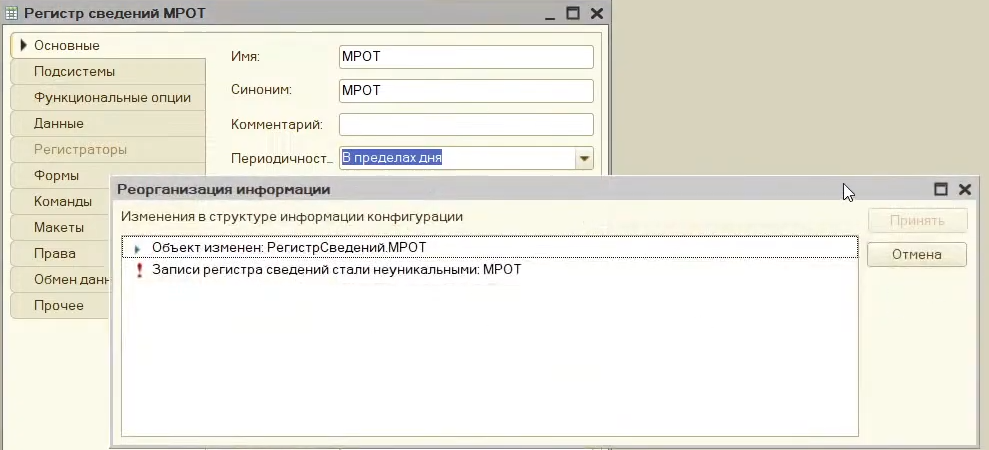 Регистр сведений МРОТ
Основные
Подсистемы
Функциональные опции
Данные
Регистраторы
Формы
Команды
Макеты
Права
Обмен данн
Прочее
Имя: МРОТ
Синоним: МРОТ
Комментарий:
Периодичност... В пределах дня
Реорганизация информации
Изменения в структуре информации конфигурации
Объект изменен: РегистрСведений.МРОТ
Записи регистра сведений стали неуникальными: МРОТ
Принять
Отмена